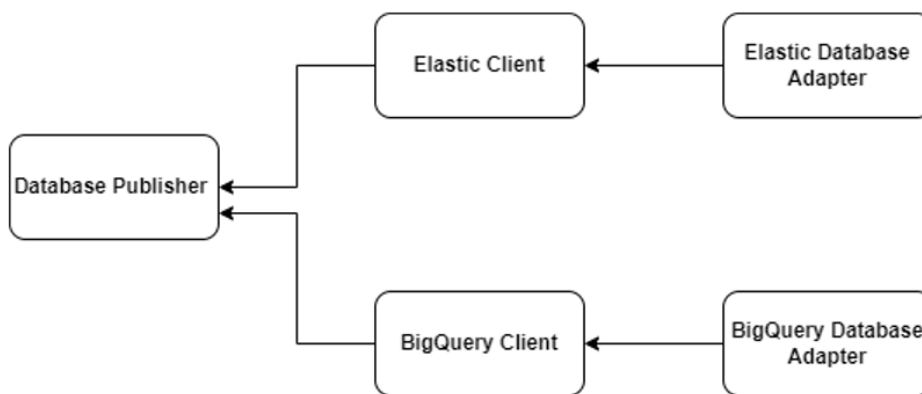 Elastic Client
Elastic Database
Adapter
Database Publisher
BigQuery Client
BigQuery Database
Adapter